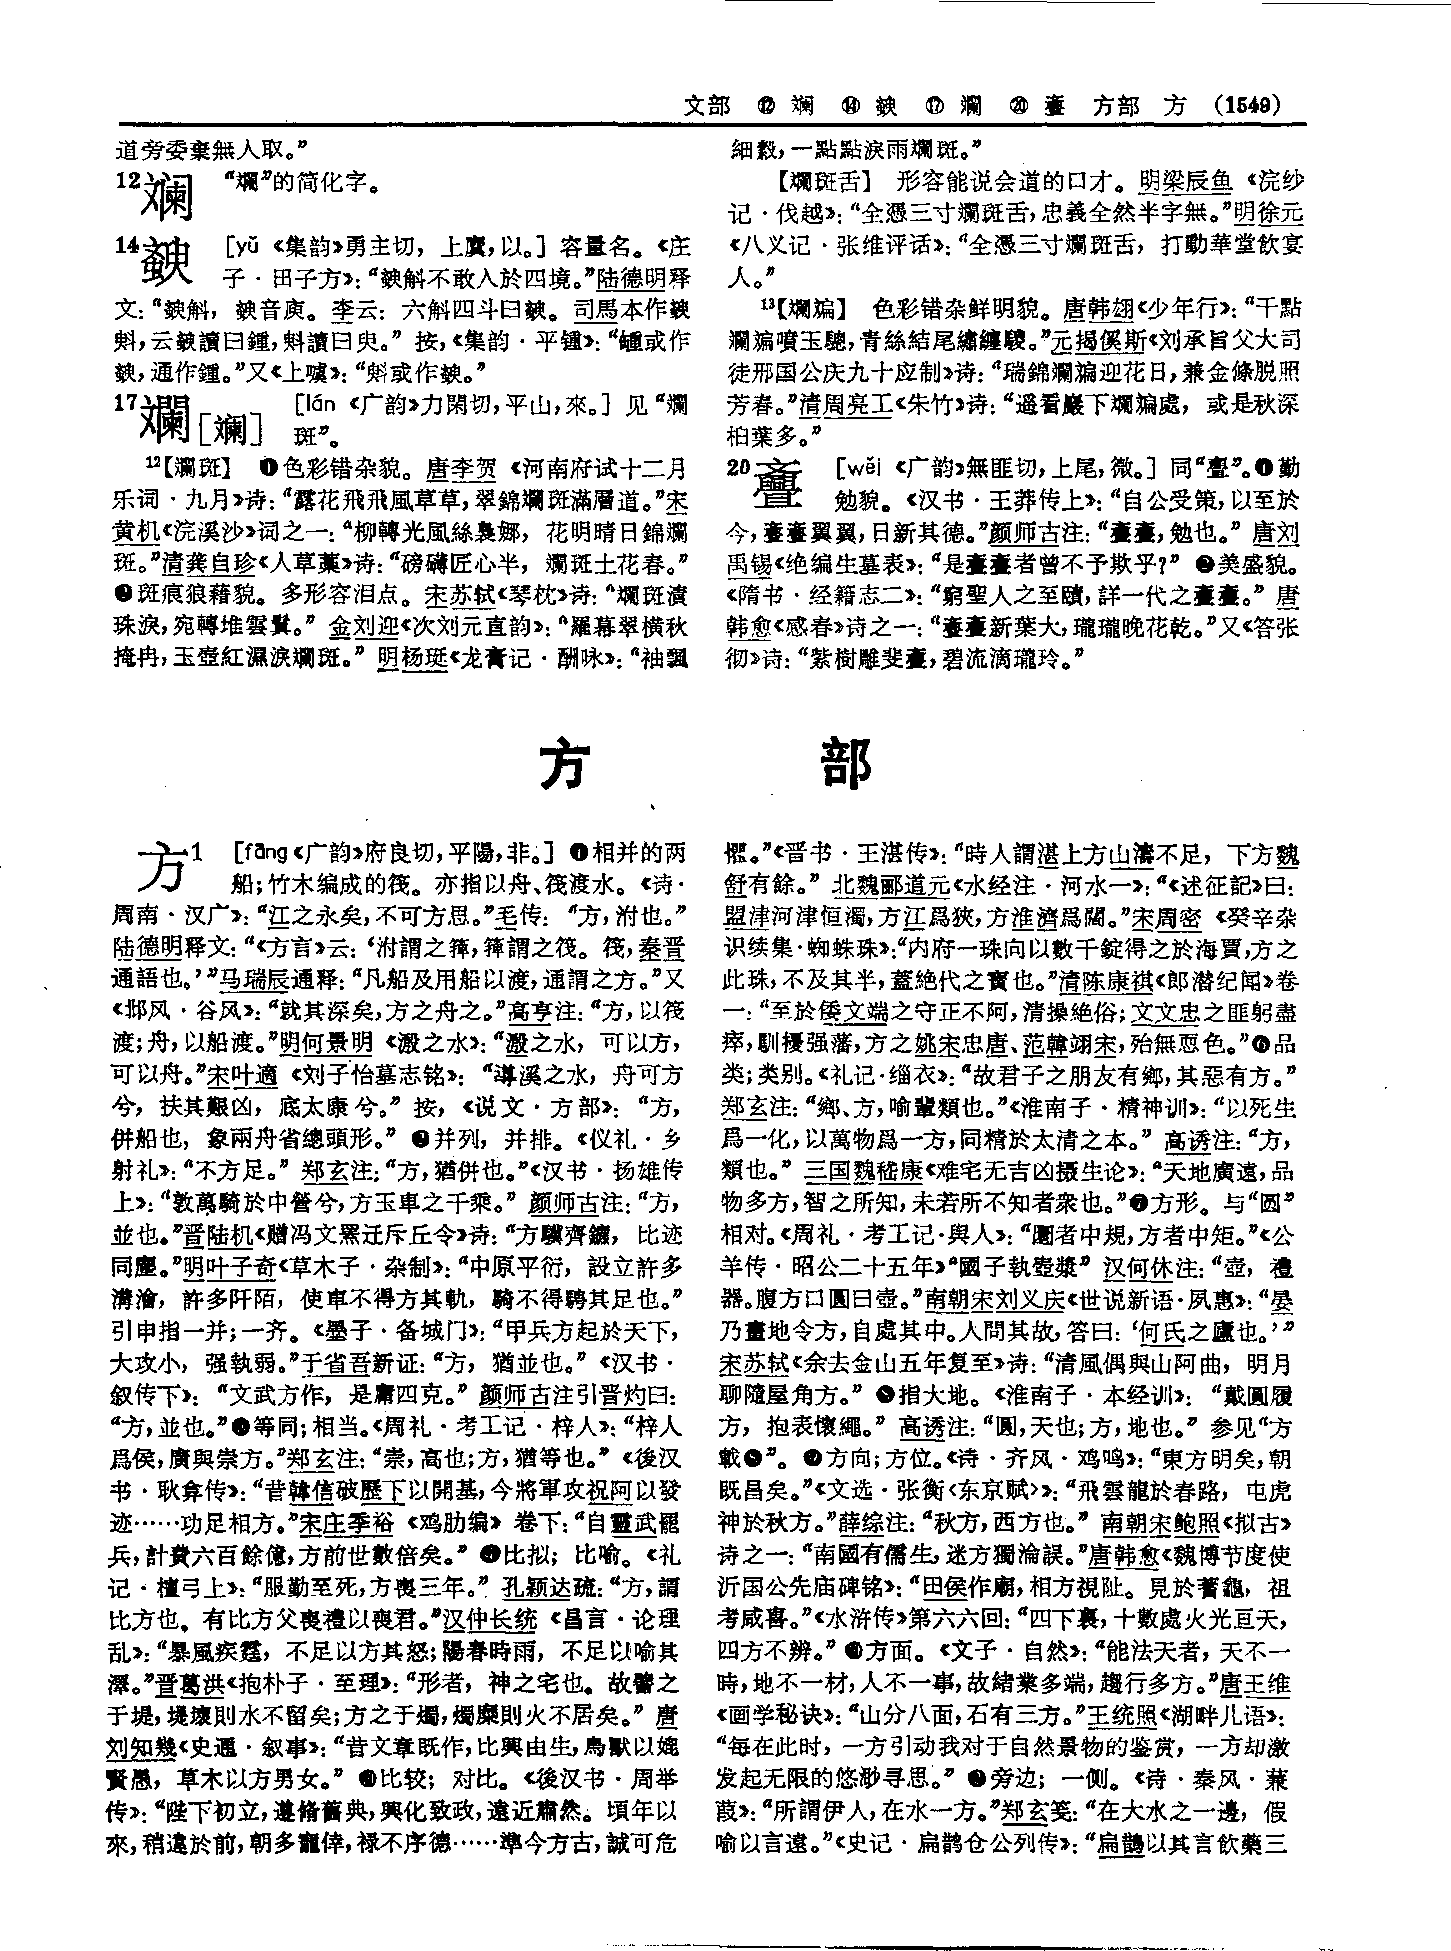 文部 ⑫ 斓 ⑭ 斔 ⑰ 斕 ⑳ 亹 方部 方 (1549)
道旁委棄無人取。”
12 斓 “斕”的简化字。
14 斔 [yǔ 《集韵》勇主切，上麌，以。] 容量名。《庄
子·田子方》：“斔斛不敢入於四境。”陆德明释
文：“斔斛，斔音庾。李云：六斛四斗曰斔。司馬本作斔
㪺，云斔讀曰鍾，㪺讀曰臾。” 按，《集韵·平锺》：“䱰或作
斔，通作鍾。”又《上噳》：“㪺或作斔。”
17 斕[斓] [lán 《广韵》力閑切，平山，來。] 见“斕
斑”。
12【斕斑】 ❶色彩错杂貌。唐李贺《河南府试十二月
乐词·九月》诗：“露花飛飛風草草，翠錦斕斑滿層道。”宋
黄机《浣溪沙》词之一：“柳轉光風絲裊娜，花明晴日錦斕
斑。”清龚自珍《人草藁》诗：“磅礴匠心半，斕斑土花春。”
❷斑痕狼藉貌。多形容泪点。宋苏轼《琴枕》诗：“斕斑漬
珠淚，宛轉堆雲鬒。” 金刘迎《次刘元直韵》：“羅幕翠橫秋
掩冉，玉壺紅濕淚斕斑。” 明杨珽《龙膏记·酬咏》：“袖飄
細縠，一點點淚雨斕斑。”
【斕斑舌】 形容能说会道的口才。明梁辰鱼《浣纱
记·伐越》：“全憑三寸斕斑舌，忠義全然半字無。”明徐元
《八义记·张维评话》：“全憑三寸斕斑舌，打動華堂飲宴
人。”
13【斕斒】 色彩错杂鲜明貌。唐韩翃《少年行》：“千點
斕斒噴玉驄，青絲結尾繡纏鬃。”元揭傒斯《刘承旨父大司
徒邢国公庆九十应制》诗：“瑞錦斕斒迎花日，兼金條脱照
芳春。”清周亮工《朱竹》诗：“遥看巖下斕斒處，或是秋深
柏葉多。”
20 亹 [wěi 《广韵》無匪切，上尾，微。] 同“斖”。❶勤
勉貌。《汉书·王莽传上》：“自公受策，以至於
今，亹亹翼翼，日新其德。”颜师古注：“亹亹，勉也。” 唐刘
禹锡《绝编生墓表》：“是亹亹者曾不予欺乎？” ❷美盛貌。
《隋书·经籍志二》：“窮聖人之至賾，詳一代之亹亹。” 唐
韩愈《感春》诗之一：“亹亹新葉大，瓏瓏晚花乾。”又《答张
彻》诗：“紫樹雕斐亹，碧流滴瓏玲。”
方 部
方1 [fāng《广韵》府良切，平陽，非。] ❶相并的两
船；竹木编成的筏。亦指以舟、筏渡水。《诗·
周南·汉广》：“江之永矣，不可方思。”毛传：“方，泭也。”
陆德明释文：“《方言》云：‘泭謂之箄，箄謂之筏。筏，秦晋
通語也。’”马瑞辰通释：“凡船及用船以渡，通謂之方。”又
《邶风·谷风》：“就其深矣，方之舟之。”高亨注：“方，以筏
渡；舟，以船渡。”明何景明《溵之水》：“溵之水，可以方，
可以舟。”宋叶適《刘子怡墓志铭》：“導溪之水，舟可方
兮，扶其艱凶，底太康兮。” 按，《说文·方部》：“方，
併船也，象兩舟省總頭形。” ❷并列，并排。《仪礼·乡
射礼》：“不方足。” 郑玄注：“方，猶併也。”《汉书·扬雄传
上》：“敦萬騎於中營兮，方玉車之千乘。” 颜师古注：“方，
並也。”晋陆机《赠冯文罴迁斥丘令》诗：“方驥齊鑣，比迹
同塵。”明叶子奇《草木子·杂制》：“中原平衍，設立許多
溝澮，許多阡陌，使車不得方其軌，騎不得騁其足也。”
引申指一并；一齐。《墨子·备城门》：“甲兵方起於天下，
大攻小，强執弱。”于省吾新证：“方，猶並也。” 《汉书·
叙传下》：“文武方作，是庸四克。” 颜师古注引晋灼曰：
“方，並也。”❸等同；相当。《周礼·考工记·梓人》：“梓人
爲侯，廣與崇方。”郑玄注：“崇，高也；方，猶等也。” 《後汉
书·耿弇传》：“昔韓信破歷下以開基，今將軍攻祝阿以發
迹……功足相方。”宋庄季裕《鸡肋编》卷下：“自靈武罷
兵，計費六百餘億，方前世數倍矣。” ❹比拟；比喻。《礼
记·檀弓上》：“服勤至死，方喪三年。” 孔颖达疏：“方，謂
比方也。有比方父喪禮以喪君。”汉仲长统《昌言·论理
乱》：“暴風疾霆，不足以方其怒；陽春時雨，不足以喻其
澤。”晋葛洪《抱朴子·至理》：“形者，神之宅也。故譬之
于堤，堤壞則水不留矣；方之于燭，燭糜則火不居矣。” 唐
刘知幾《史通·叙事》：“昔文章既作，比興由生，鳥獸以媲
賢愚，草木以方男女。” ❺比较；对比。《後汉书·周举
传》：“陛下初立，遵脩舊典，興化致政，遠近肅然。頃年以
來，稍違於前，朝多寵倖，禄不序德……準今方古，誠可危
懼。”《晋书·王湛传》：“時人謂湛上方山濤不足，下方魏
舒有餘。” 北魏郦道元《水经注·河水一》：“《述征記》曰：
盟津河津恒濁，方江爲狹，方淮濟爲闊。”宋周密《癸辛杂
识续集·蜘蛛珠》：“内府一珠向以數千錠得之於海賈，方之
此珠，不及其半，蓋絶代之寳也。”清陈康祺《郎潜纪闻》卷
一：“至於倭文端之守正不阿，清操絶俗；文文忠之匪躬盡
瘁，馴擾强藩，方之姚宋忠唐、范韓翊宋，殆無恧色。”❻品
类；类别。《礼记·缁衣》：“故君子之朋友有鄉，其惡有方。”
郑玄注：“鄉、方，喻輩類也。”《淮南子·精神训》：“以死生
爲一化，以萬物爲一方，同精於太清之本。” 高诱注：“方，
類也。” 三国魏嵇康《难宅无吉凶摄生论》：“天地廣遠，品
物多方，智之所知，未若所不知者衆也。”❼方形。与“圆”
相对。《周礼·考工记·舆人》：“圜者中規，方者中矩。”《公
羊传·昭公二十五年》“國子執壺漿” 汉何休注：“壺，禮
器。腹方口圓曰壺。”南朝宋刘义庆《世说新语·夙惠》：“晏
乃畫地令方，自處其中。人問其故，答曰：‘何氏之廬也。’”
宋苏轼《余去金山五年复至》诗：“清風偶與山阿曲，明月
聊隨屋角方。” ❽指大地。《淮南子·本经训》：“戴圓履
方，抱表懷繩。” 高诱注：“圓，天也；方，地也。” 参见“方
載❶”。 ❾方向；方位。《诗·齐风·鸡鸣》：“東方明矣，朝
既昌矣。”《文选·张衡〈东京赋〉》：“飛雲龍於春路，屯虎
神於秋方。”薛综注：“秋方，西方也。” 南朝宋鲍照《拟古》
诗之一：“南國有儒生，迷方獨淪誤。”唐韩愈《魏博节度使
沂国公先庙碑铭》：“田侯作廟，相方視阯。見於蓍龜，祖
考咸喜。”《水浒传》第六六回：“四下裏，十數處火光亘天，
四方不辨。” ❿方面。《文子·自然》：“能法天者，天不一
時，地不一材，人不一事，故緒業多端，趨行多方。”唐王维
《画学秘诀》：“山分八面，石有三方。”王统照《湖畔儿语》：
“每在此时，一方引动我对于自然景物的鉴赏，一方却激
发起无限的悠渺寻思。” ⓫旁边；一侧。《诗·秦风·蒹
葭》：“所謂伊人，在水一方。”郑玄笺：“在大水之一邊，假
喻以言遠。”《史记·扁鹊仓公列传》：“扁鵲以其言飲藥三